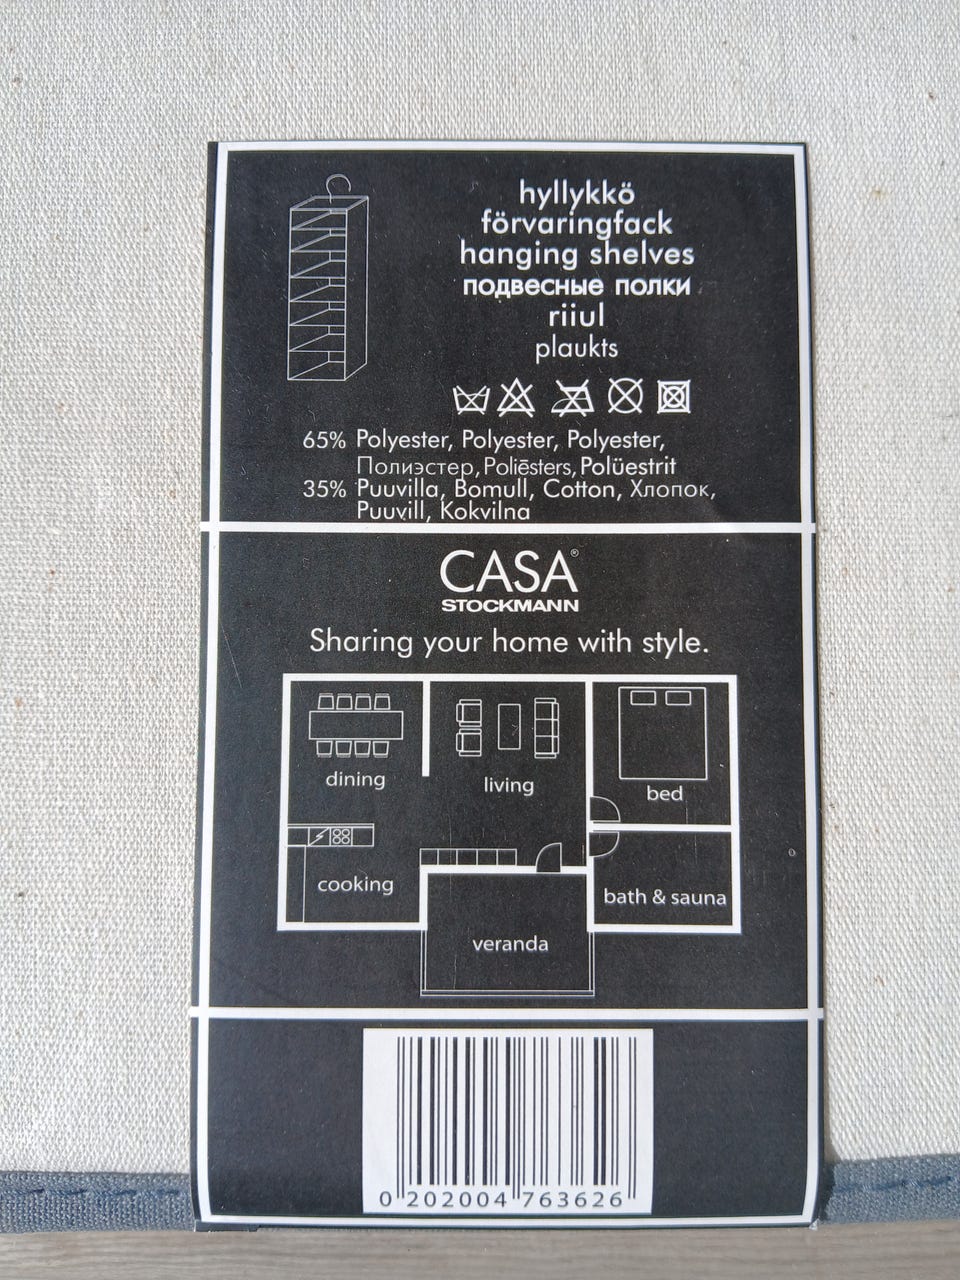 hyllykkö
förvaringfack
hanging shelves
подвесные полки
riiul
plaukts
65% Polyester, Polyester, Polyester,
Полиэстер, Poliēsters, Polüestrit
35% Puuvilla, Bomull, Cotton, Хлопок,
Puuvill, Kokvilna
CASA®
STOCKMANN
Sharing your home with style.
dining
living
bed
cooking
bath & sauna
veranda
0 202004 763626